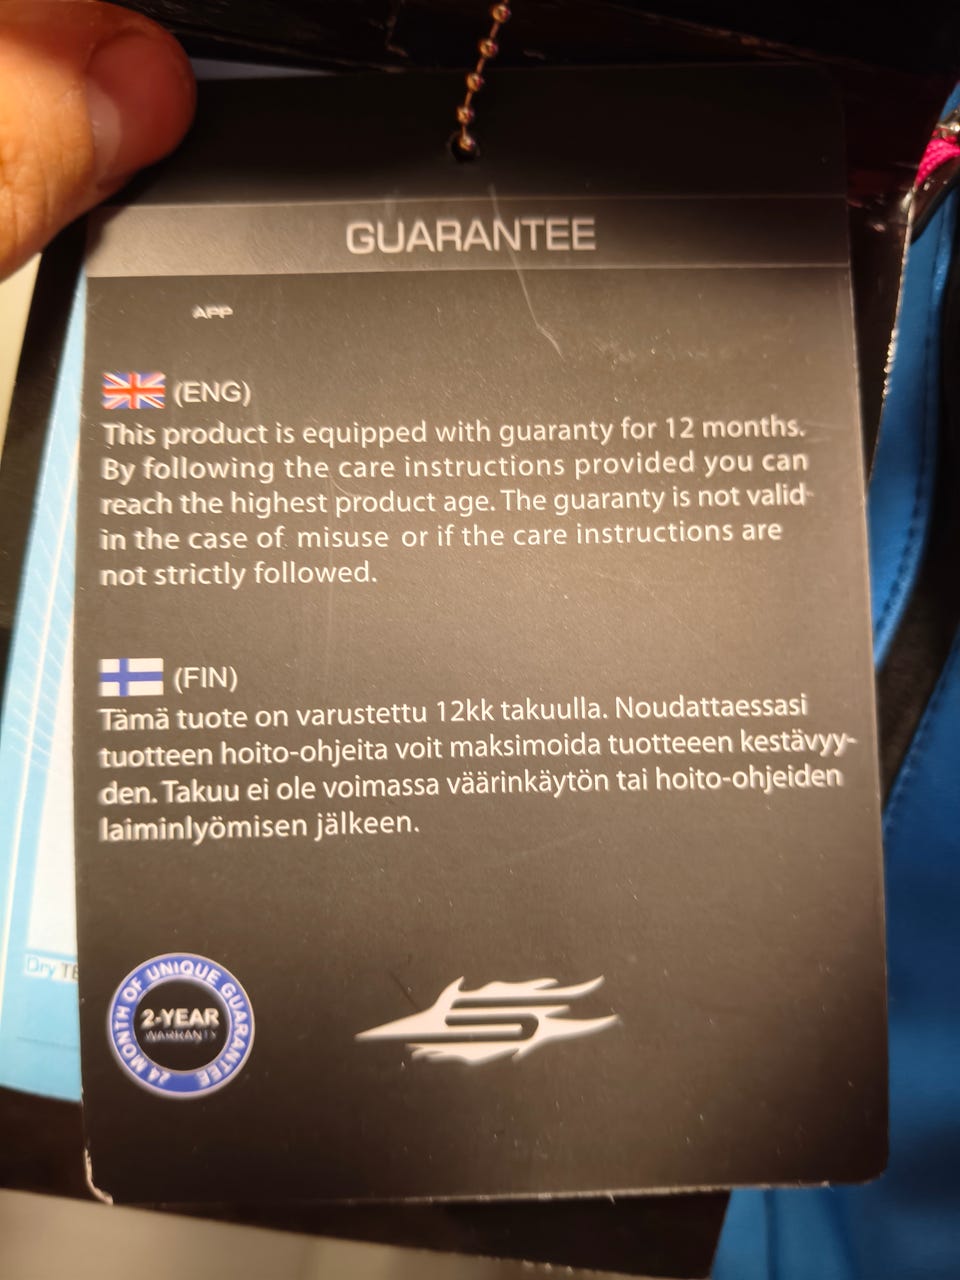 GUARANTEE
APP
(ENG)
This product is equipped with guaranty for 12 months.
By following the care instructions provided you can
reach the highest product age. The guaranty is not valid
in the case of misuse or if the care instructions are
not strictly followed.
(FIN)
Tämä tuote on varustettu 12kk takuulla. Noudattaessasi
tuotteen hoito-ohjeita voit maksimoida tuotteeen kestävyy-
den. Takuu ei ole voimassa väärinkäytön tai hoito-ohjeiden
laiminlyömisen jälkeen.
Dry
24 MONTH OF UNIQUE GUARANTEE
2-YEAR
WARRANTY